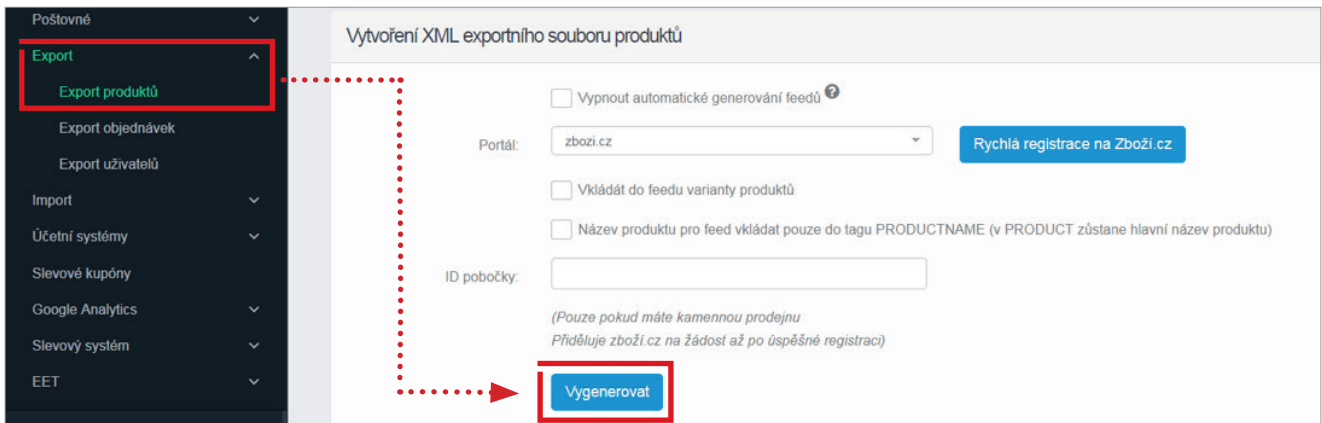 Poštovné
Export
Export produktů
Export objednávek
Export uživatelů
Import
Účetní systémy
Slevové kupóny
Google Analytics
Slevový systém
EET
Vytvoření XML exportního souboru produktů
Vypnout automatické generování feedů ?
Portál: zbozi.cz Rychlá registrace na Zboží.cz
Vkládát do feedu varianty produktů
Název produktu pro feed vkládat pouze do tagu PRODUCTNAME (v PRODUCT zůstane hlavní název produktu)
ID pobočky:
(Pouze pokud máte kamennou prodejnu
Přiděluje zboží.cz na žádost až po úspěšné registraci)
Vygenerovat